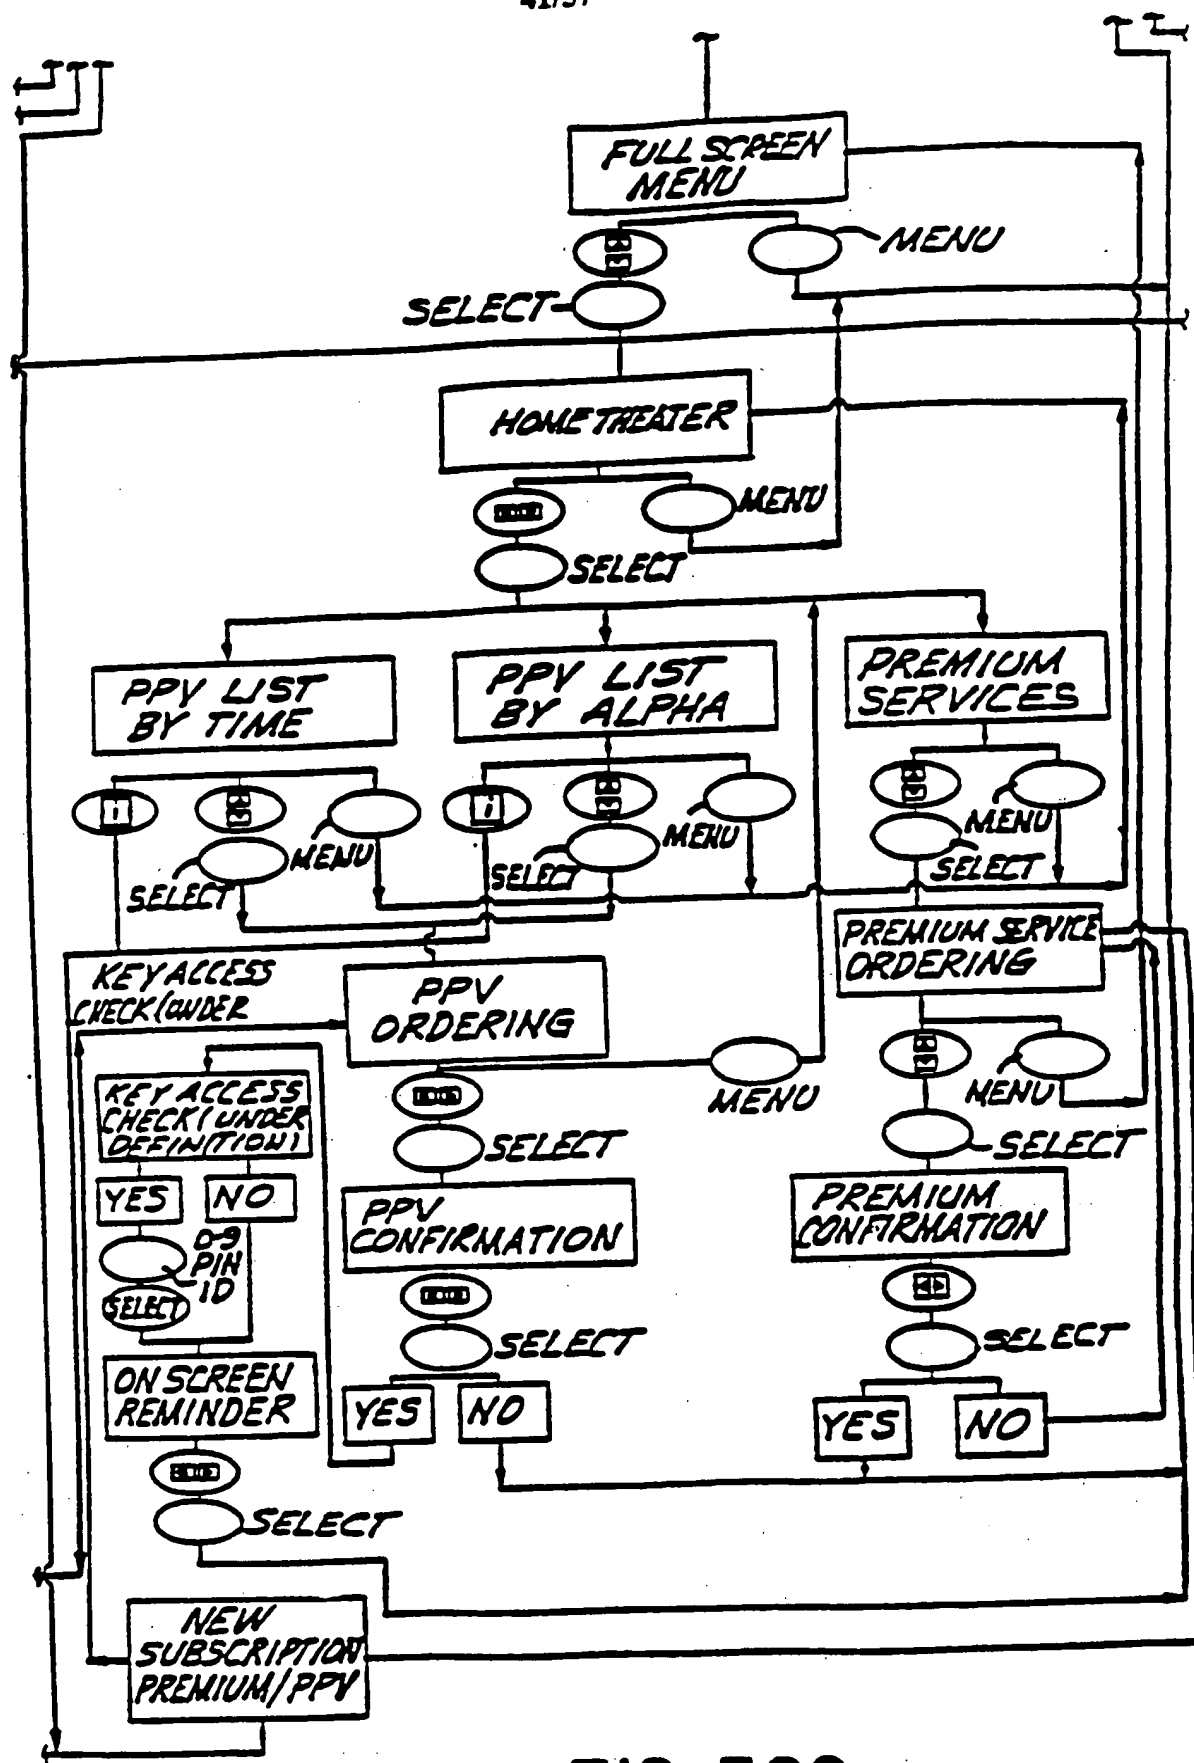 41/57
FULL SCREEN
MENU
MENU
SELECT
HOME THEATER
MENU
SELECT
PPV LIST
BY TIME
PPV LIST
BY ALPHA
PREMIUM
SERVICES
i
SELECT
MENU
i
SELECT
MENU
MENU
SELECT
KEY ACCESS
CHECK (UNDER
PPV
ORDERING
PREMIUM SERVICE
ORDERING
MENU
MENU
SELECT
KEY ACCESS
CHECK (UNDER
DEFINITION)
YES
NO
0-9
PIN
ID
SELECT
SELECT
PPV
CONFIRMATION
PREMIUM
CONFIRMATION
SELECT
SELECT
ON SCREEN
REMINDER
YES
NO
YES
NO
SELECT
NEW
SUBSCRIPTION
PREMIUM/PPV